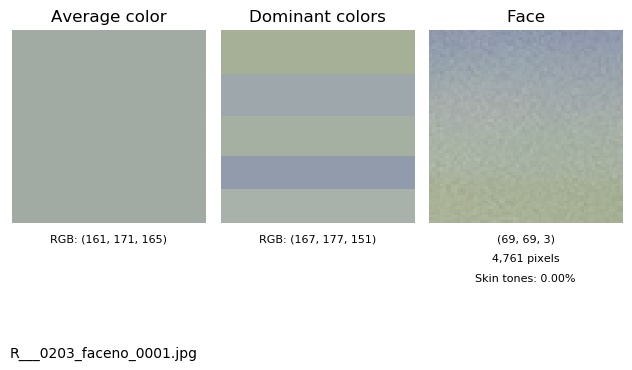 Average color
Dominant colors
Face
RGB: (161, 171, 165)
RGB: (167, 177, 151)
(69, 69, 3)
4,761 pixels
Skin tones: 0.00%
R___0203_faceno_0001.jpg